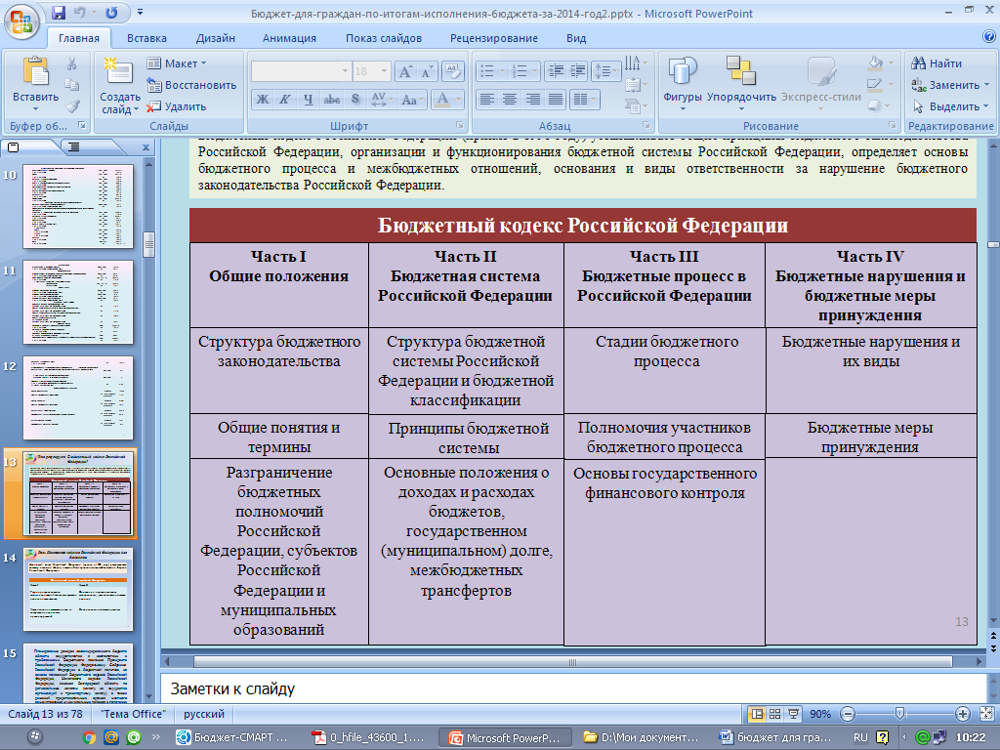 Бюджет-для-граждан-по-итогам-исполнения-бюджета-за-2014-год2.pptx - Microsoft PowerPoint
Главная Вставка Дизайн Анимация Показ слайдов Рецензирование Вид
Вставить
Создать слайд
Макет
Восстановить
Удалить
18
Ж К Ч abc S AV Aa A
Фигуры Упорядочить Экспресс-стили
Найти
Заменить
Выделить
Буфер об... Слайды Шрифт Абзац Рисование Редактирование
10
11
12
13
14
15
Российской Федерации, организации и функционирования бюджетной системы Российской Федерации, определяет основы
бюджетного процесса и межбюджетных отношений, основания и виды ответственности за нарушение бюджетного
законодательства Российской Федерации.
Бюджетный кодекс Российской Федерации
Часть I
Общие положения
Часть II
Бюджетная система
Российской Федерации
Часть III
Бюджетные процесс в
Российской Федерации
Часть IV
Бюджетные нарушения и
бюджетные меры
принуждения
Структура бюджетного
законодательства
Структура бюджетной
системы Российской
Федерации и бюджетной
классификации
Стадии бюджетного
процесса
Бюджетные нарушения и
их виды
Общие понятия и
термины
Принципы бюджетной
системы
Полномочия участников
бюджетного процесса
Бюджетные меры
принуждения
Разграничение
бюджетных
полномочий
Российской
Федерации, субъектов
Российской
Федерации и
муниципальных
образований
Основные положения о
доходах и расходах
бюджетов,
государственном
(муниципальном) долге,
межбюджетных
трансфертов
Основы государственного
финансового контроля
13
Заметки к слайду
Слайд 13 из 78 "Тема Office" русский 90%
Бюджет-СМАРТ ... 0_hfile_43600_1.... Microsoft PowerP... D:\Мои документ... бюджет для гра... RU 10:22